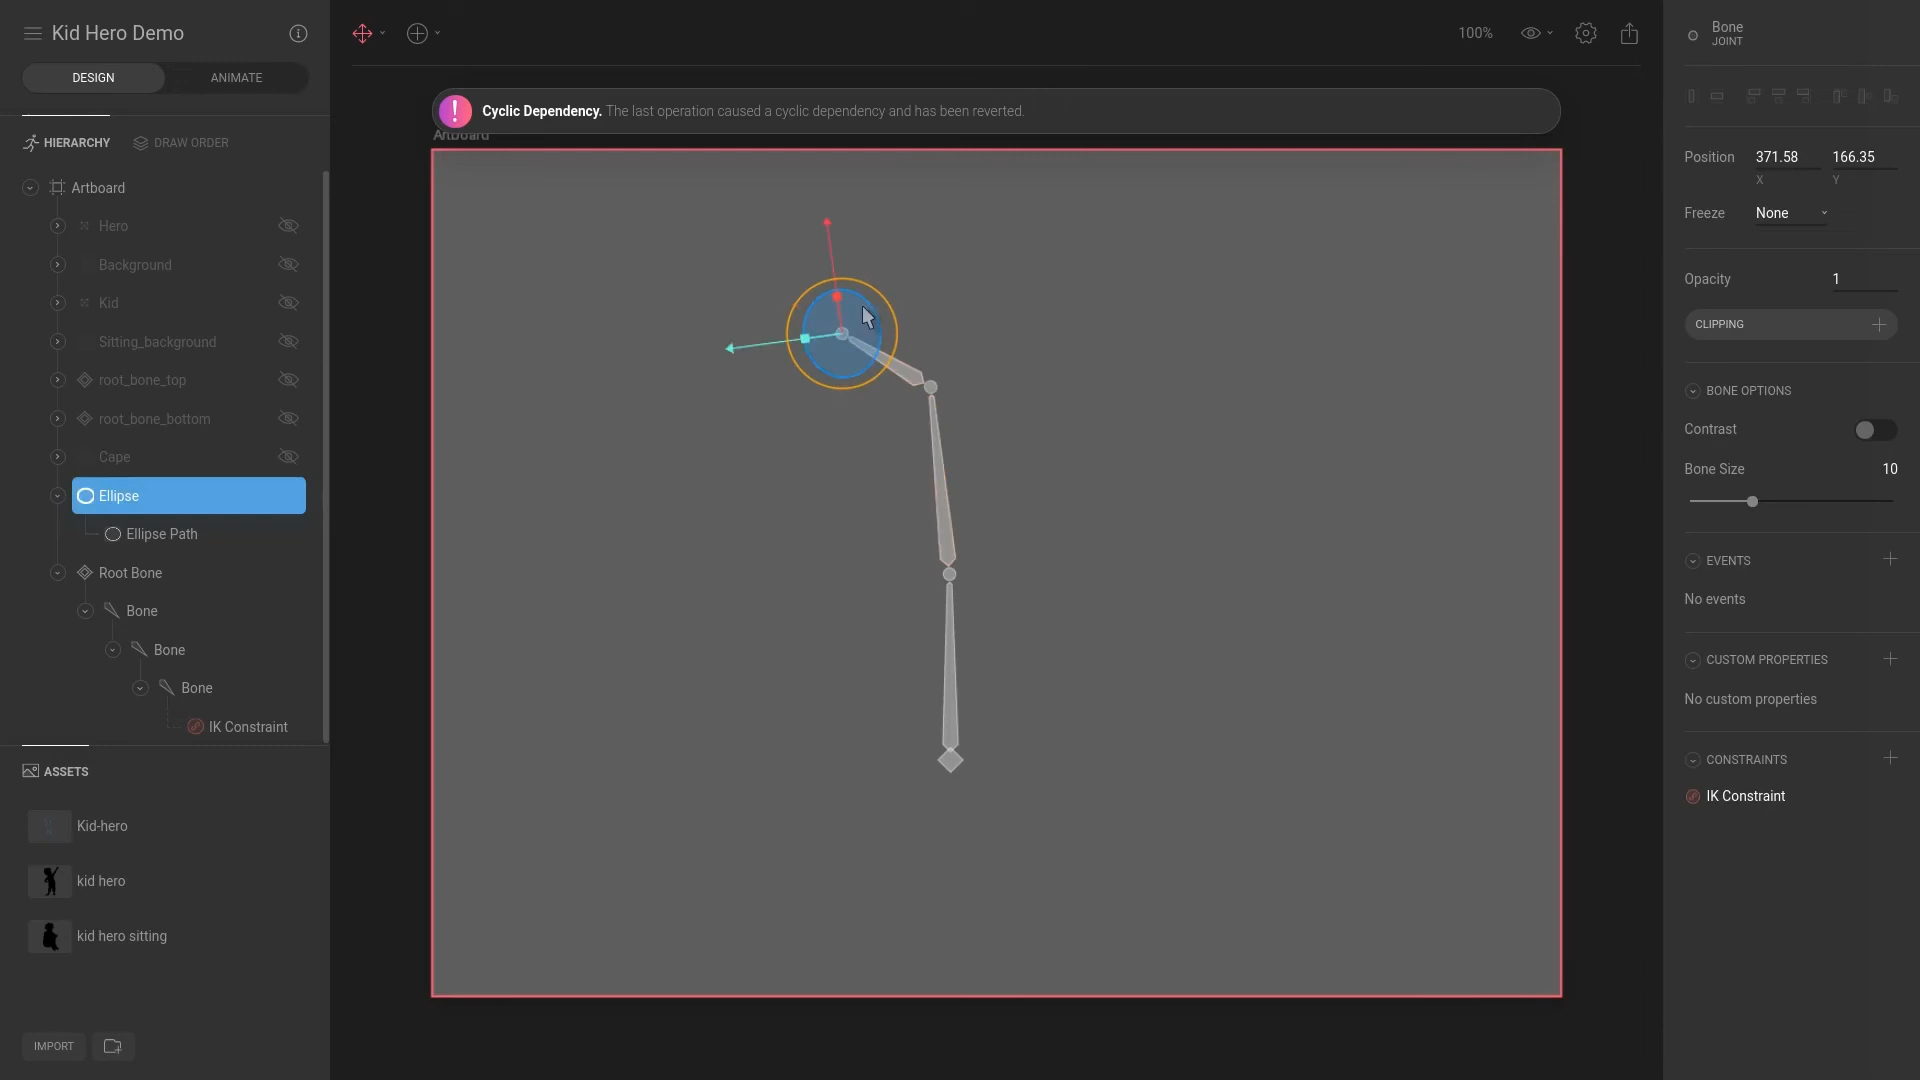 Kid Hero Demo
DESIGN
ANIMATE
HIERARCHY
DRAW ORDER
Artboard
Hero
Background
Kid
Sitting_background
root_bone_top
root_bone_bottom
Cape
Ellipse
Ellipse Path
Root Bone
Bone
Bone
Bone
IK Constraint
ASSETS
Kid-hero
kid hero
kid hero sitting
IMPORT
100%
Cyclic Dependency. The last operation caused a cyclic dependency and has been reverted.
Artboard
Bone
JOINT
Position 371.58 166.35
X Y
Freeze None
Opacity 1
CLIPPING
BONE OPTIONS
Contrast
Bone Size 10
EVENTS
No events
CUSTOM PROPERTIES
No custom properties
CONSTRAINTS
IK Constraint